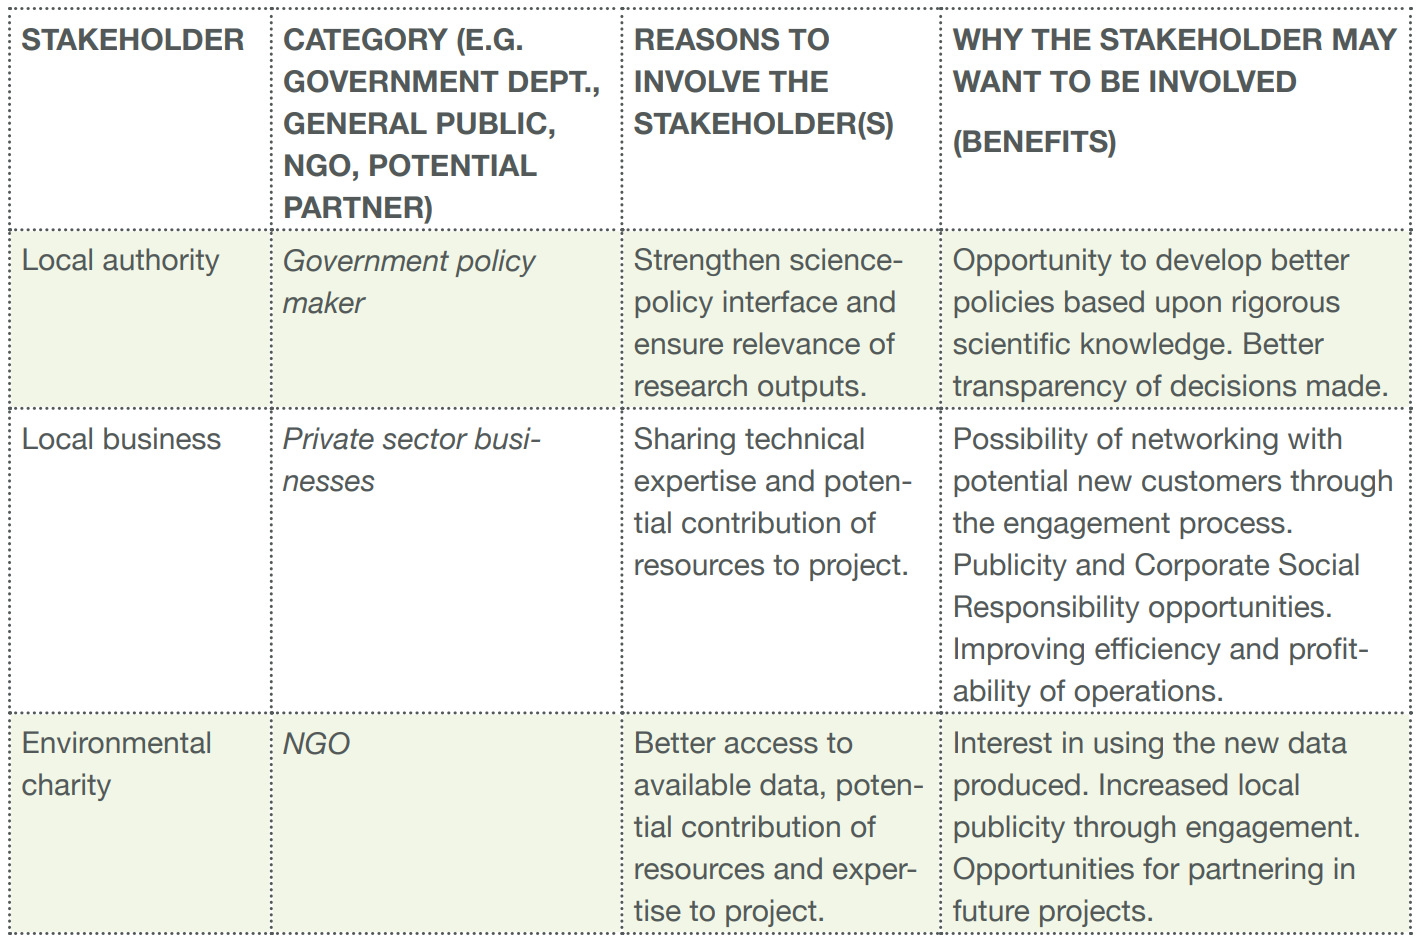 STAKEHOLDER
CATEGORY (E.G.
GOVERNMENT DEPT.,
GENERAL PUBLIC,
NGO, POTENTIAL
PARTNER)
REASONS TO
INVOLVE THE
STAKEHOLDER(S)
WHY THE STAKEHOLDER MAY
WANT TO BE INVOLVED
(BENEFITS)
Local authority
Government policy
maker
Strengthen science-
policy interface and
ensure relevance of
research outputs.
Opportunity to develop better
policies based upon rigorous
scientific knowledge. Better
transparency of decisions made.
Local business
Private sector busi-
nesses
Sharing technical
expertise and poten-
tial contribution of
resources to project.
Possibility of networking with
potential new customers through
the engagement process.
Publicity and Corporate Social
Responsibility opportunities.
Improving efficiency and profit-
ability of operations.
Environmental
charity
NGO
Better access to
available data, poten-
tial contribution of
resources and exper-
tise to project.
Interest in using the new data
produced. Increased local
publicity through engagement.
Opportunities for partnering in
future projects.